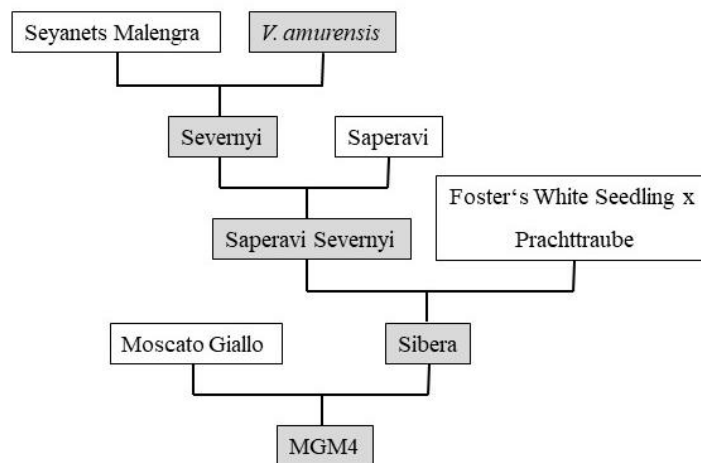 Seyanets Malengra
V. amurensis
Severnyi
Saperavi
Foster‘s White Seedling x
Prachttraube
Saperavi Severnyi
Moscato Giallo
Sibera
MGM4